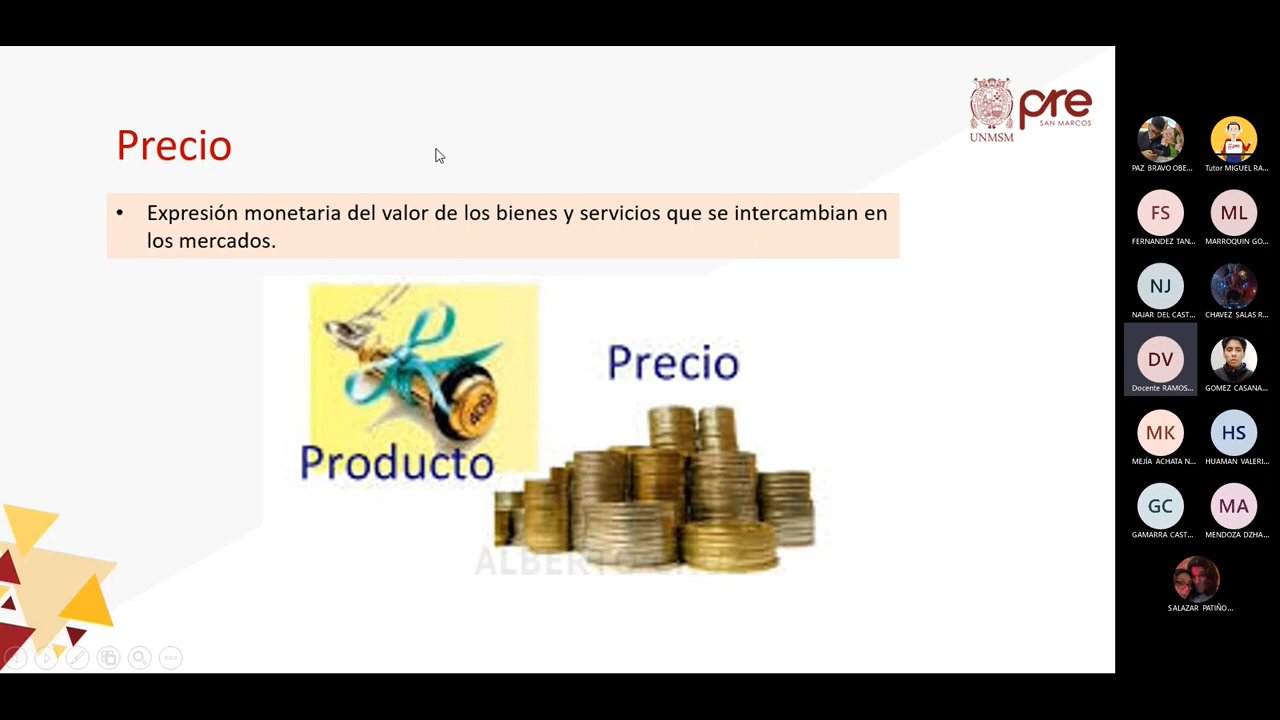 Precio
pre
SAN MARCOS
UNMSM
• Expresión monetaria del valor de los bienes y servicios que se intercambian en
los mercados.
Precio
Producto
PAZ BRAVO OBE...
Tutor MIGUEL RA...
FS
ML
FERNANDEZ TAN...
MARROQUIN GO...
NJ
NAJAR DEL CAST...
CHAVEZ SALAS R...
DV
Docente RAMOS...
GOMEZ CASANA...
MK
HS
MEJÍA ACHATA N...
HUAMAN VALERI...
GC
MA
GAMARRA CAST...
MENDOZA DZHA...
SALAZAR PATIÑO...
ALBERTO